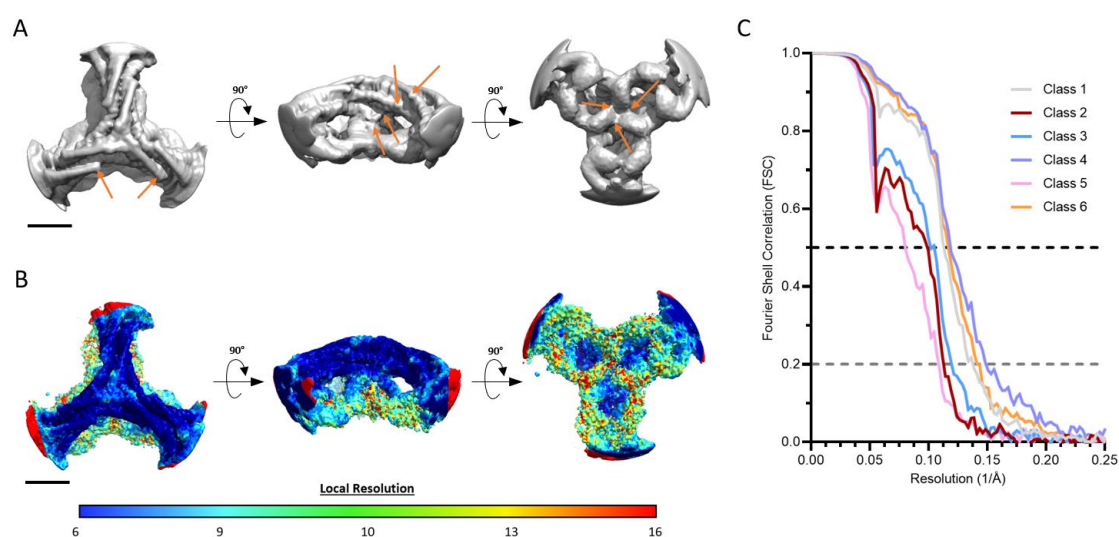 A
90°
90°
B
90°
90°
Local Resolution
6
9
10
13
16
C
Fourier Shell Correlation (FSC)
1.0
0.8
0.6
0.4
0.2
0.0
Class 1
Class 2
Class 3
Class 4
Class 5
Class 6
0.00
0.05
0.10
0.15
0.20
0.25
Resolution (1/Å)